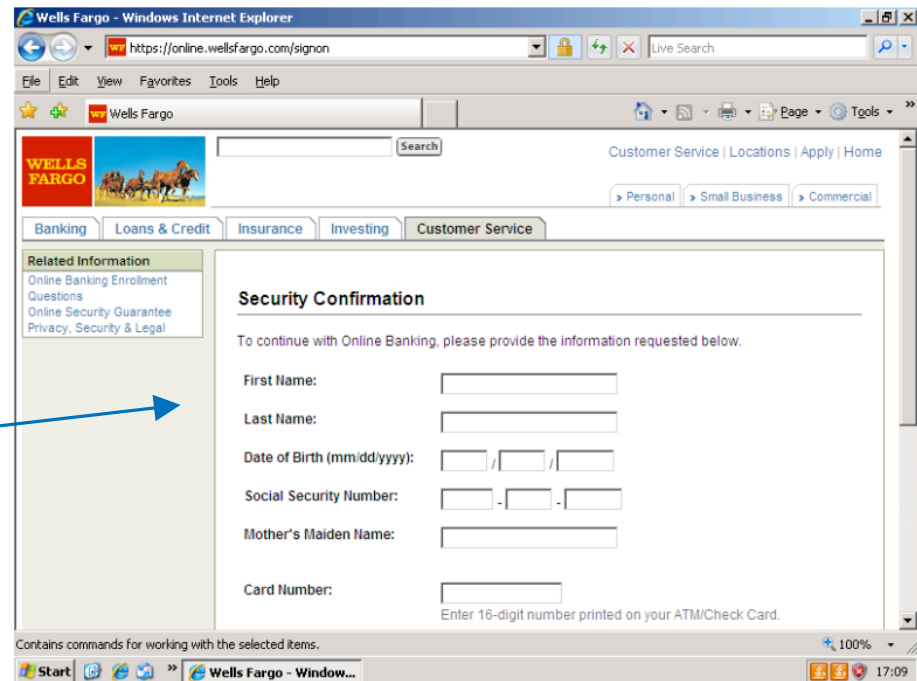 Wells Fargo - Windows Internet Explorer
WF https://online.wellsfargo.com/signon Live Search
File Edit View Favorites Tools Help
WF Wells Fargo Page Tools »
Search
Customer Service | Locations | Apply | Home
WELLS
FARGO
> Personal > Small Business > Commercial
Banking Loans & Credit Insurance Investing Customer Service
Related Information
Online Banking Enrollment
Questions
Online Security Guarantee
Privacy, Security & Legal
Security Confirmation
To continue with Online Banking, please provide the information requested below.
First Name:
Last Name:
Date of Birth (mm/dd/yyyy): / /
Social Security Number: - -
Mother's Maiden Name:
Card Number:
Enter 16-digit number printed on your ATM/Check Card.
Contains commands for working with the selected items. 100%
Start » Wells Fargo - Window... 17:09